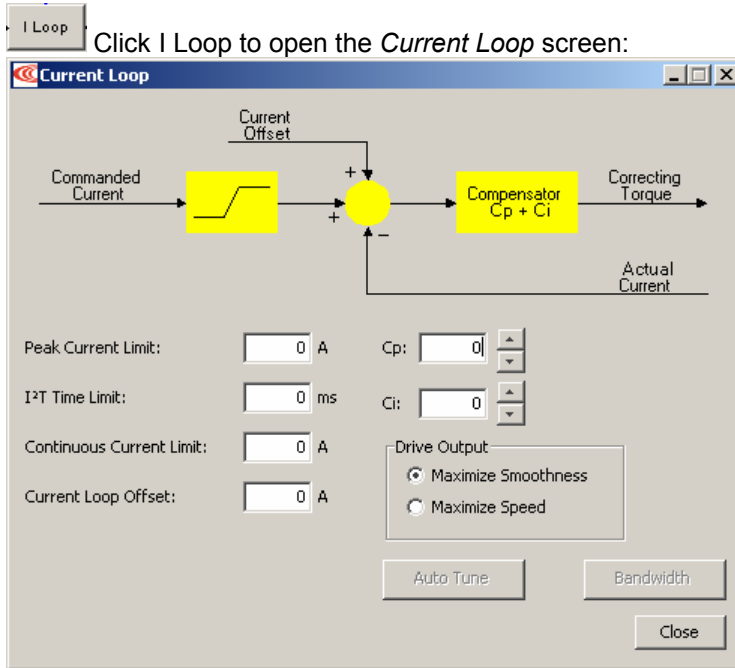 I Loop
Click I Loop to open the Current Loop screen:
Current Loop
Current
Offset
Commanded
Current
+
+
−
Compensator
Cp + Ci
Correcting
Torque
Actual
Current
Peak Current Limit: 0 A Cp: 0
I²T Time Limit: 0 ms Ci: 0
Continuous Current Limit: 0 A
Current Loop Offset: 0 A
Drive Output
Maximize Smoothness
Maximize Speed
Auto Tune Bandwidth
Close